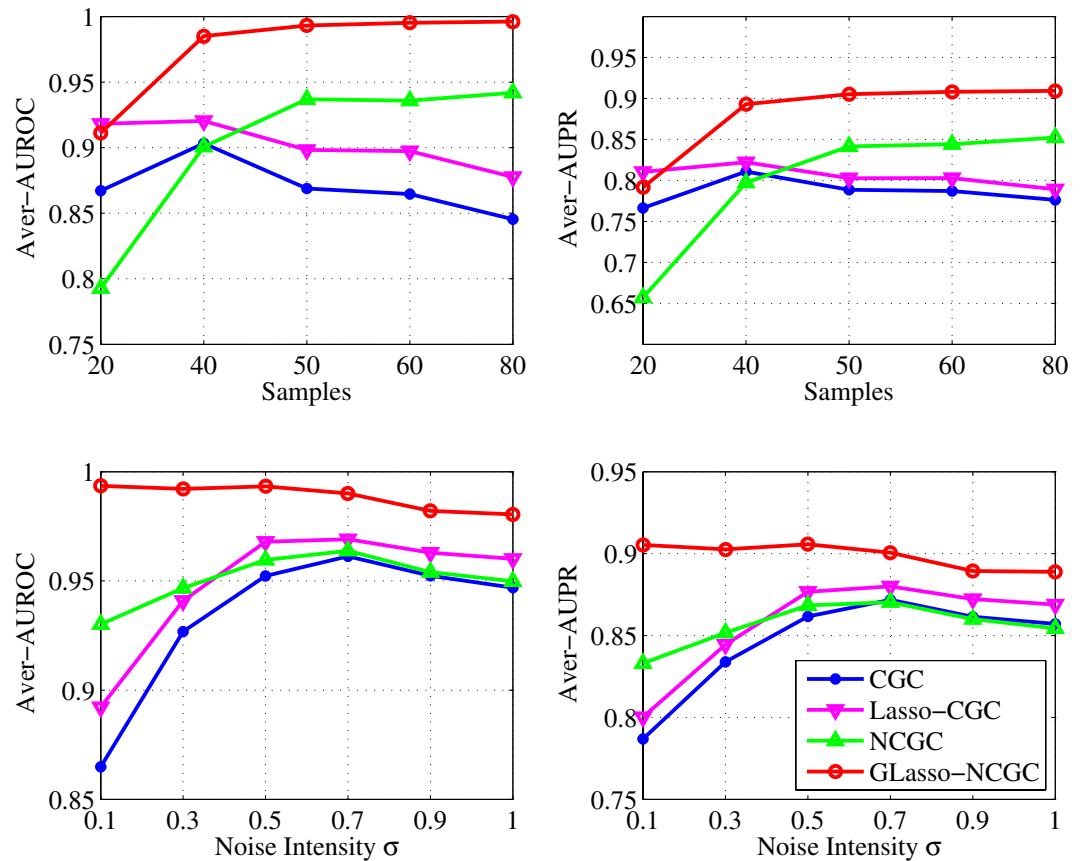 1
0.95
0.9
0.85
0.8
0.75
Aver-AUROC
20 40 50 60 80
Samples
0.9
0.85
0.8
0.75
0.7
0.65
Aver-AUPR
20 40 50 60 80
Samples
1
0.95
0.9
0.85
Aver-AUROC
0.1 0.3 0.5 0.7 0.9 1
Noise Intensity σ
0.95
0.9
0.85
0.8
0.75
Aver-AUPR
CGC
Lasso-CGC
NCGC
GLasso-NCGC
0.1 0.3 0.5 0.7 0.9 1
Noise Intensity σ